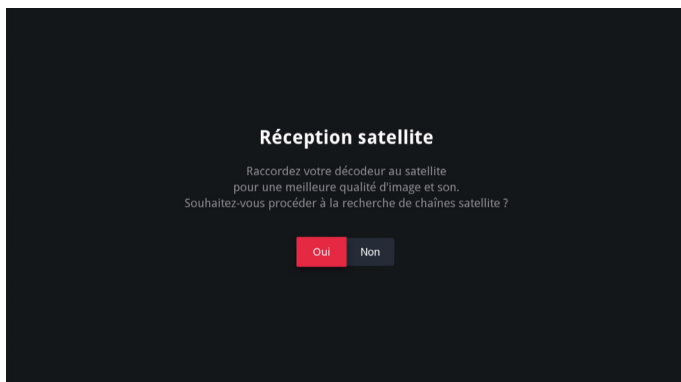 Réception satellite
Raccordez votre décodeur au satellite
pour une meilleure qualité d'image et son.
Souhaitez-vous procéder à la recherche de chaînes satellite ?
Oui Non